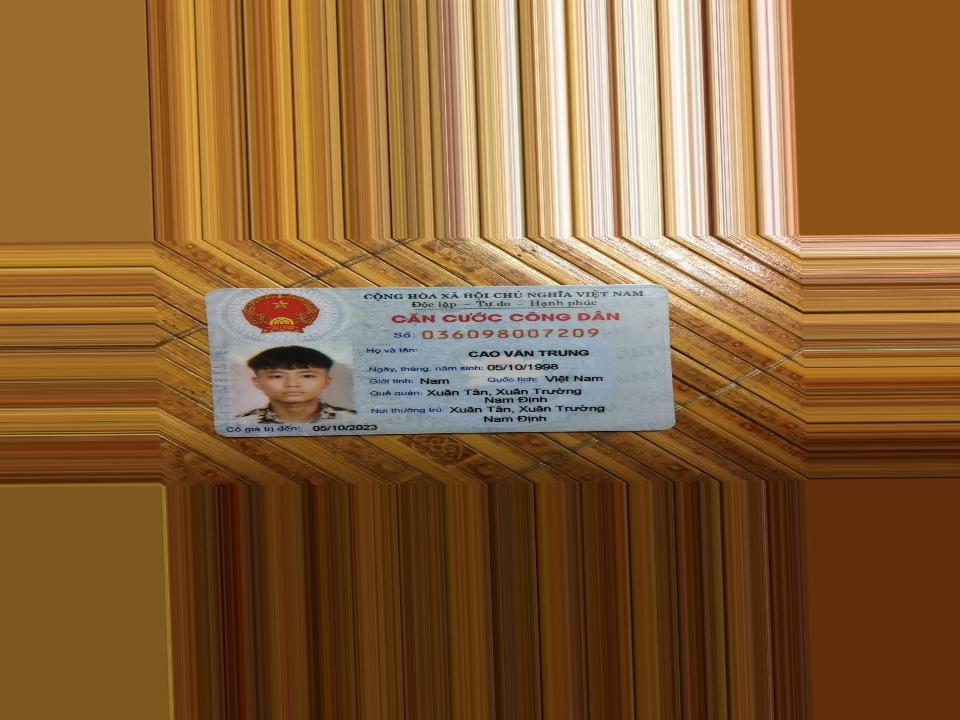 CỘNG HÒA XÃ HỘI CHỦ NGHĨA VIỆT NAM
Độc lập – Tự do – Hạnh phúc
CĂN CƯỚC CÔNG DÂN
Số: 036098007209
Họ và tên: CAO VĂN TRUNG
Ngày, tháng, năm sinh: 05/10/1998
Giới tính: Nam Quốc tịch: Việt Nam
Quê quán: Xuân Tân, Xuân Trường
Nam Định
Nơi thường trú: Xuân Tân, Xuân Trường
Nam Định
Có giá trị đến: 05/10/2023